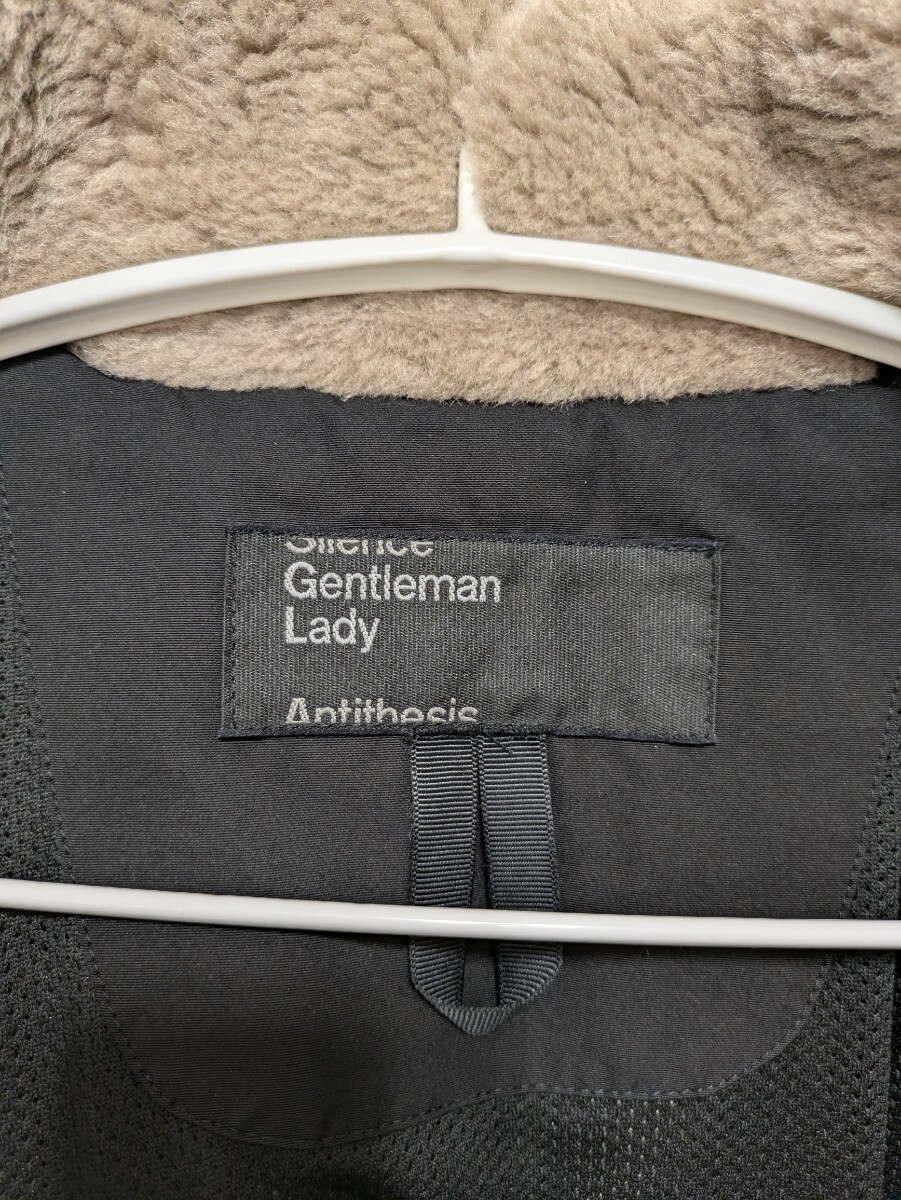 Silence
Gentleman
Lady
Antithesis